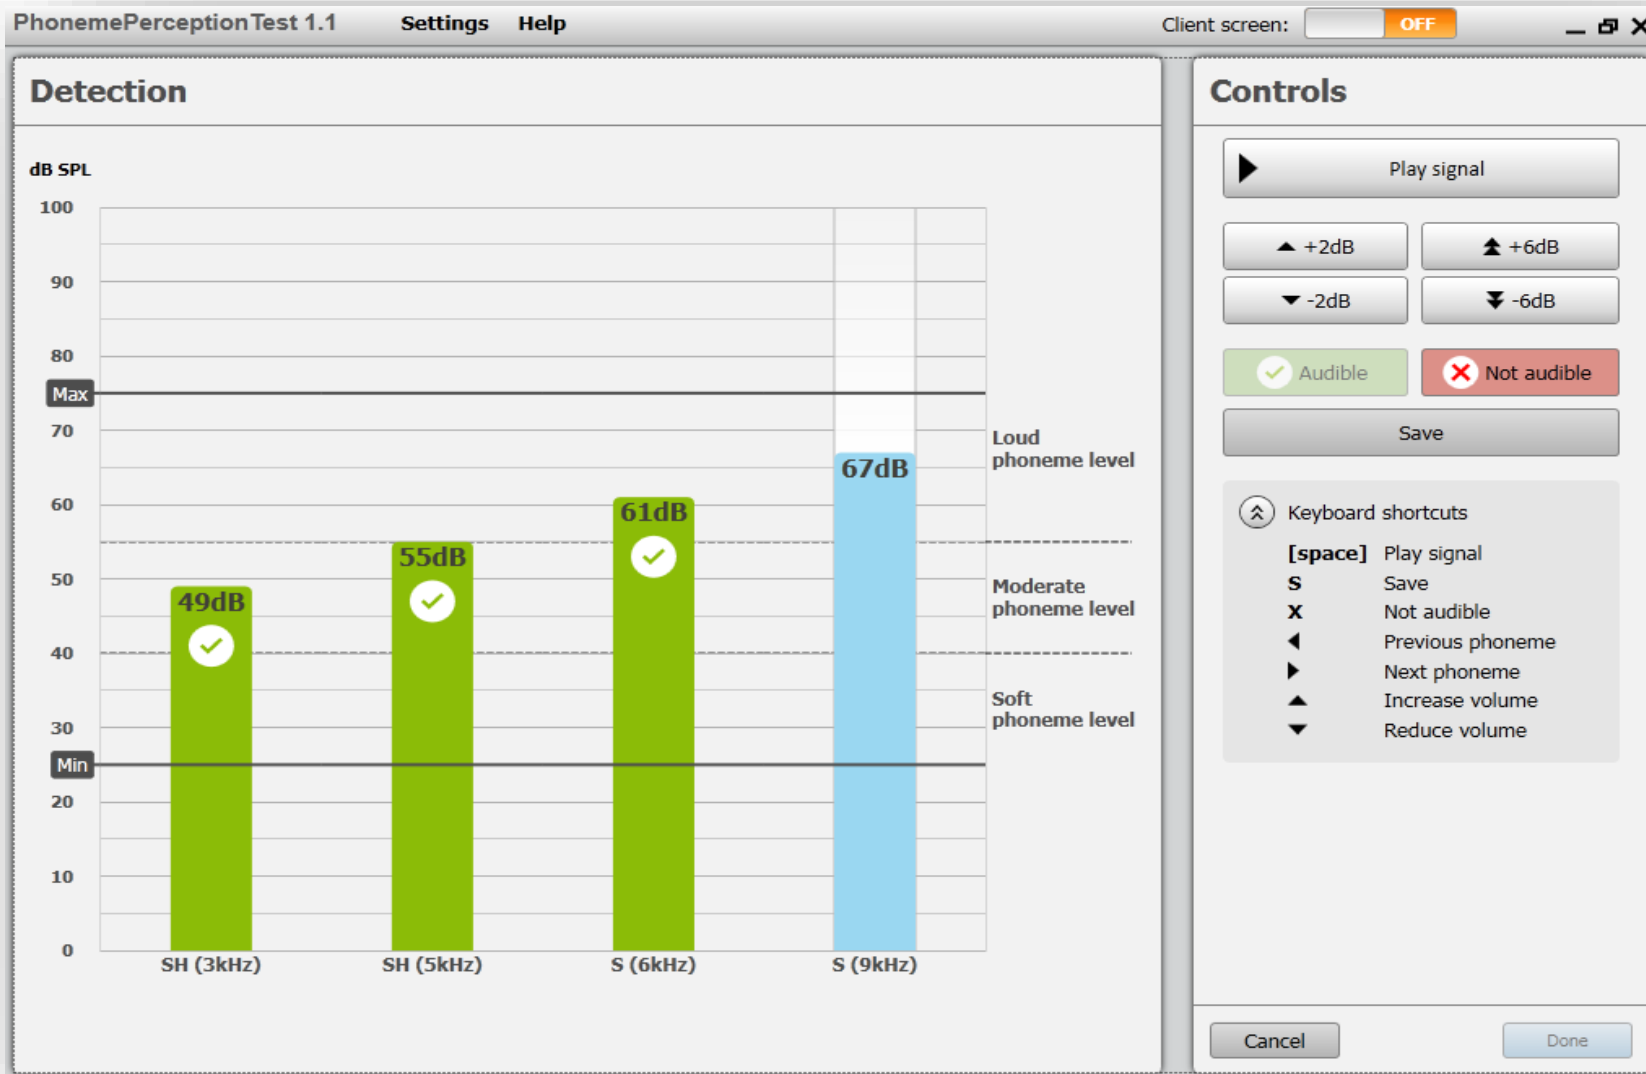 PhonemePerceptionTest 1.1
Settings
Help
Client screen:
OFF
Detection
dB SPL
100
90
80
Max
70
60
50
40
30
Min
20
10
0
49dB
55dB
61dB
67dB
SH (3kHz)
SH (5kHz)
S (6kHz)
S (9kHz)
Loud
phoneme level
Moderate
phoneme level
Soft
phoneme level
Controls
Play signal
+2dB
+6dB
-2dB
-6dB
Audible
Not audible
Save
Keyboard shortcuts
[space] Play signal
S Save
X Not audible
Previous phoneme
Next phoneme
Increase volume
Reduce volume
Cancel
Done